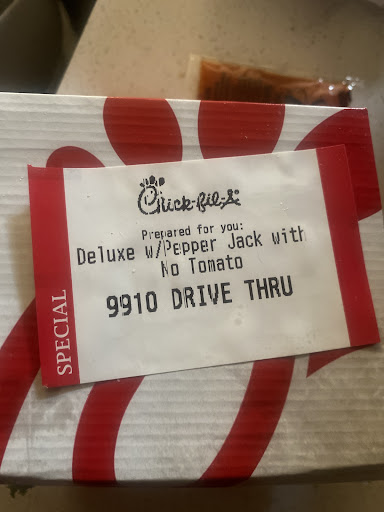 Chick-fil-A
Prepared for you:
Deluxe w/Pepper Jack with
No Tomato
9910 DRIVE THRU
SPECIAL